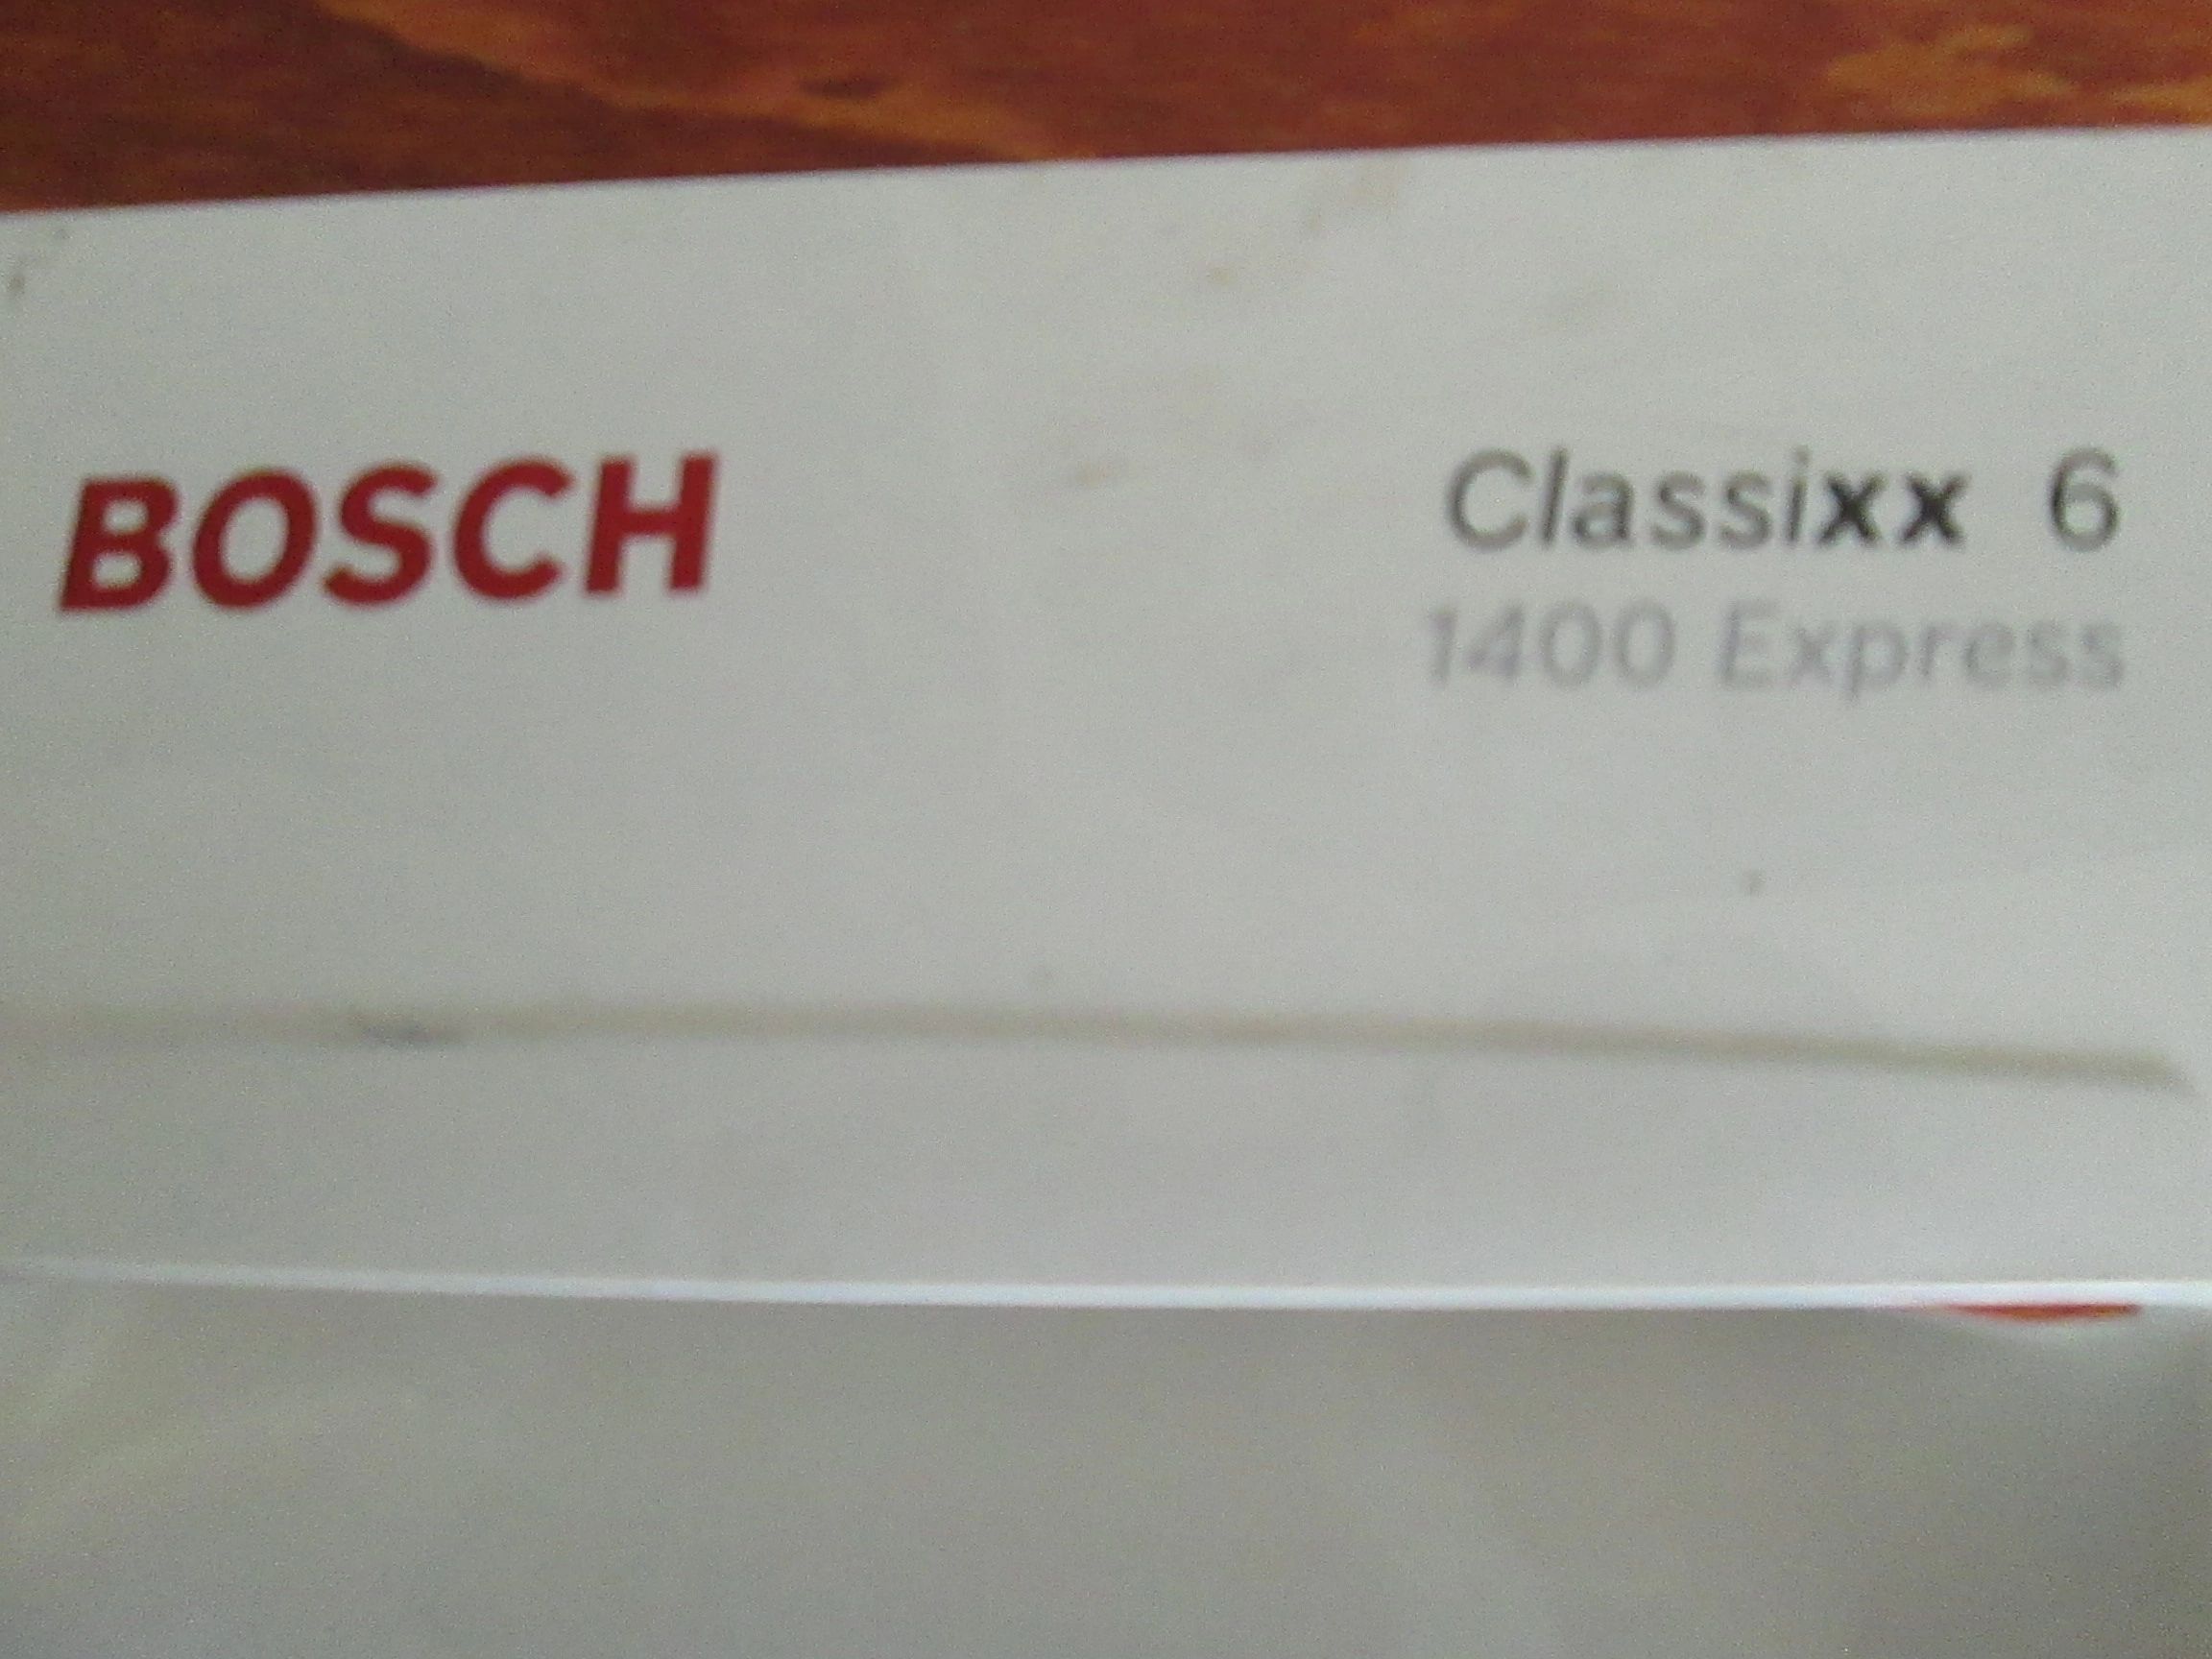 BOSCH
Classixx 6
1400 Express